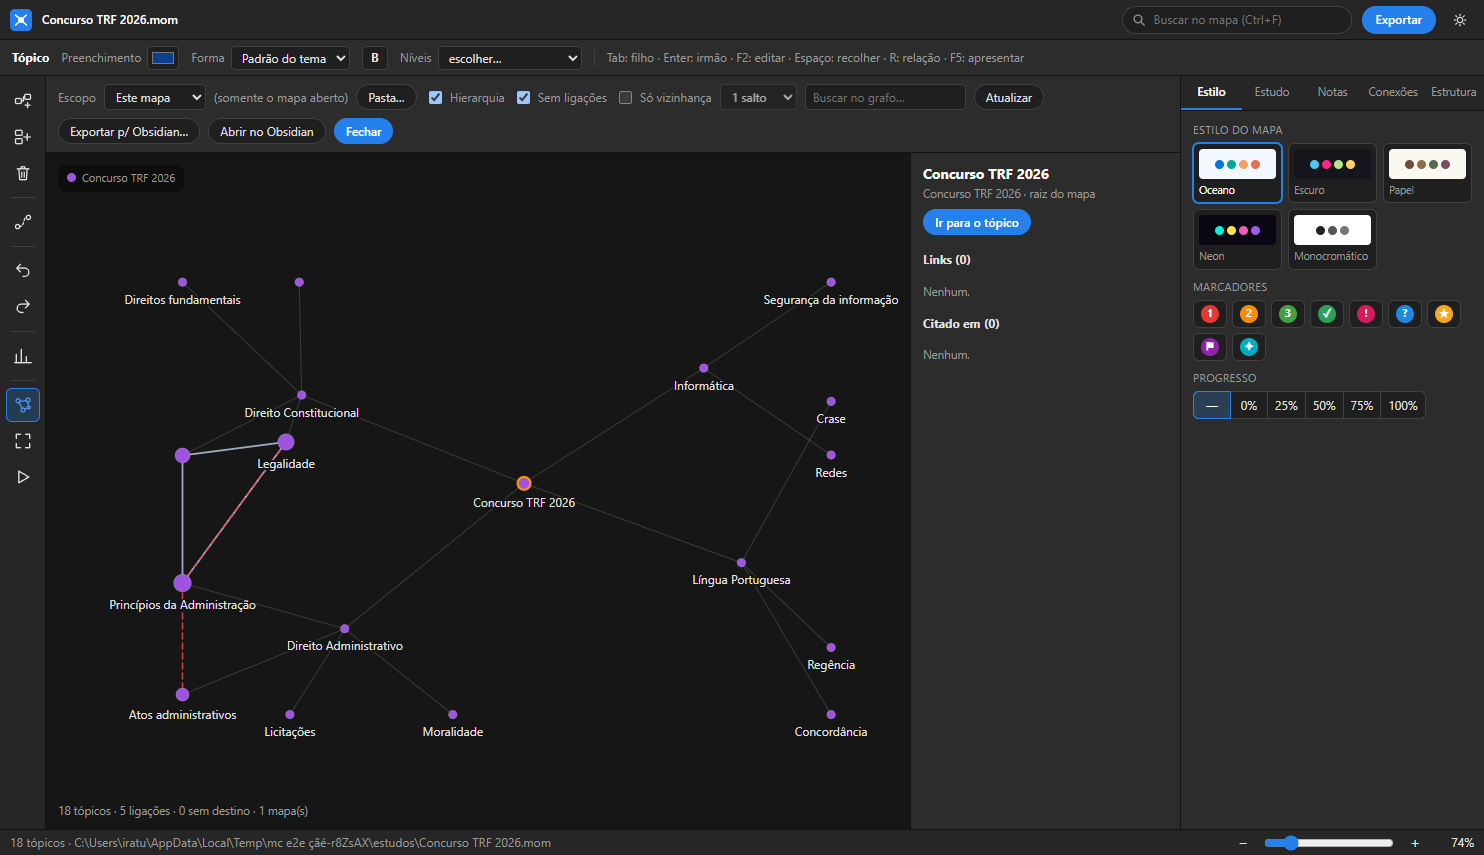 Concurso TRF 2026.mom
Buscar no mapa (Ctrl+F)
Exportar
Tópico Preenchimento Forma Padrão do tema B Níveis escolher... Tab: filho · Enter: irmão · F2: editar · Espaço: recolher · R: relação · F5: apresentar
Escopo Este mapa (somente o mapa aberto) Pasta... Hierarquia Sem ligações Só vizinhança 1 salto Buscar no grafo... Atualizar
Exportar p/ Obsidian... Abrir no Obsidian Fechar
Concurso TRF 2026
Direitos fundamentais
Segurança da informação
Informática
Direito Constitucional
Crase
Legalidade
Redes
Concurso TRF 2026
Língua Portuguesa
Princípios da Administração
Direito Administrativo
Regência
Atos administrativos
Licitações
Moralidade
Concordância
18 tópicos · 5 ligações · 0 sem destino · 1 mapa(s)
Concurso TRF 2026
Concurso TRF 2026 · raiz do mapa
Ir para o tópico
Links (0)
Nenhum.
Citado em (0)
Nenhum.
Estilo Estudo Notas Conexões Estrutura
ESTILO DO MAPA
Oceano Escuro Papel
Neon Monocromático
MARCADORES
1 2 3 ✓ ! ? ★
PROGRESSO
— 0% 25% 50% 75% 100%
18 tópicos · C:\Users\iratu\AppData\Local\Temp\mc e2e çãé-r8ZsAX\estudos\Concurso TRF 2026.mom
− + 74%